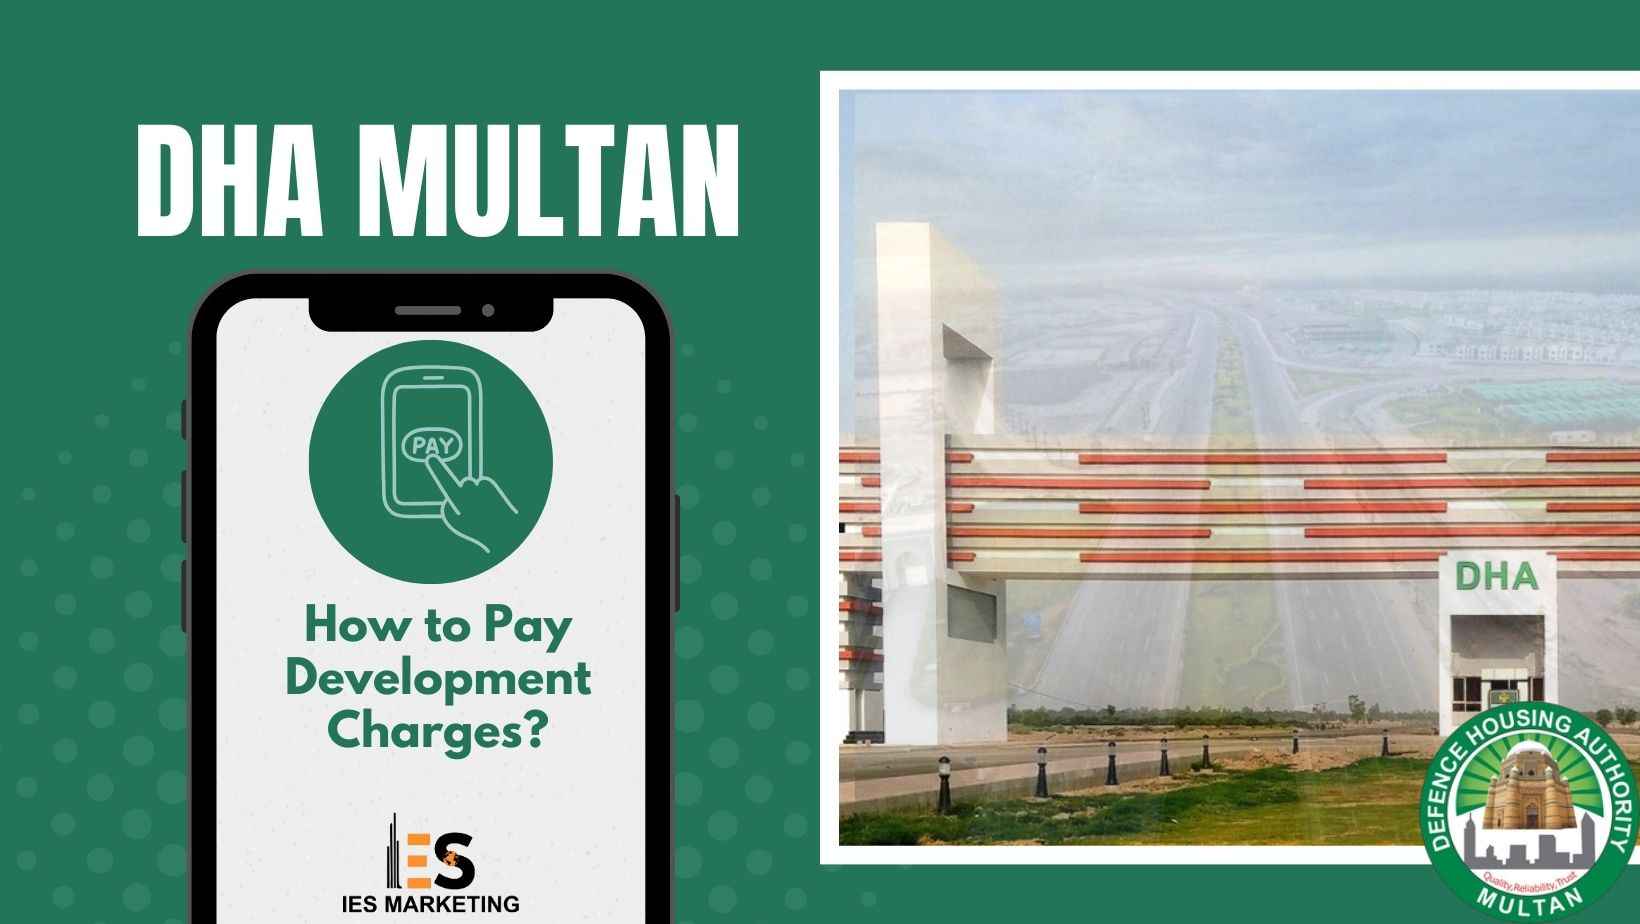 DHA MULTAN
PAY
How to Pay
Development
Charges?
IES
IES MARKETING
DHA
DEFENCE HOUSING AUTHORITY
Quality, Reliability, Trust
MULTAN